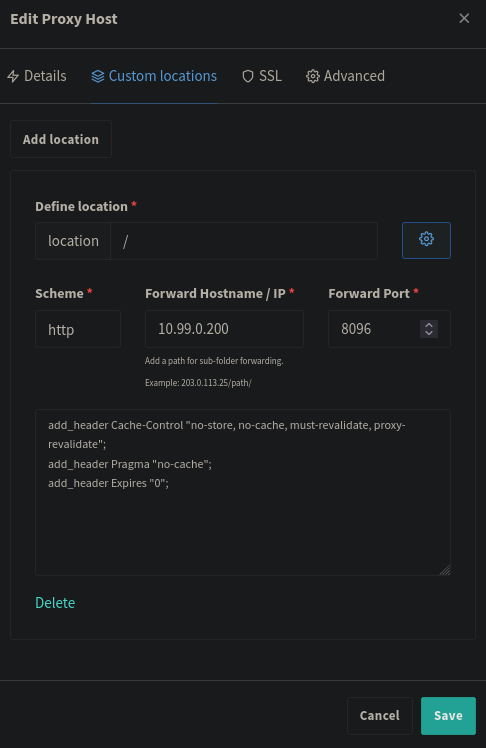 Edit Proxy Host
Details
Custom locations
SSL
Advanced
Add location
Define location *
location
/
Scheme *
Forward Hostname / IP *
Forward Port *
http
10.99.0.200
8096
Add a path for sub-folder forwarding.
Example: 203.0.113.25/path/
add_header Cache-Control "no-store, no-cache, must-revalidate, proxy-
revalidate";
add_header Pragma "no-cache";
add_header Expires "0";
Delete
Cancel
Save